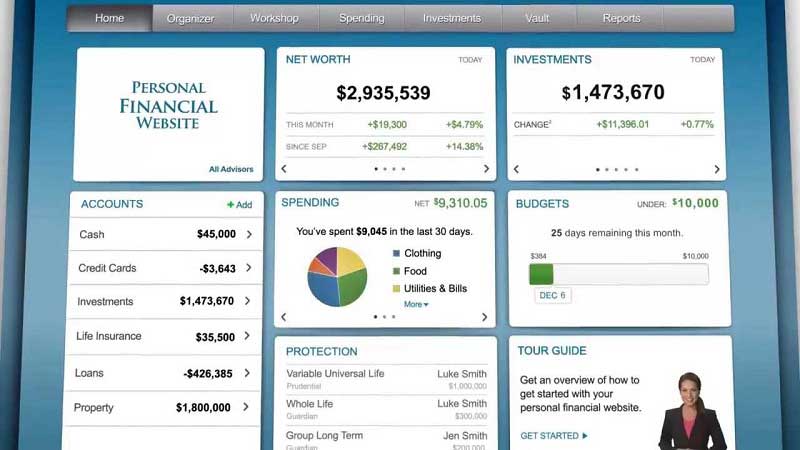 Home Organizer Workshop Spending Investments Vault Reports
PERSONAL
FINANCIAL
WEBSITE
All Advisors
NET WORTH TODAY
$2,935,539
THIS MONTH +$19,300 +$4.79%
SINCE SEP +$267,492 +14.38%
INVESTMENTS TODAY
$1,473,670
CHANGE² +$11,396.01 +0.77%
ACCOUNTS + Add
Cash $45,000
Credit Cards -$3,643
Investments $1,473,670
Life Insurance $35,500
Loans -$426,385
Property $1,800,000
SPENDING NET $9,310.05
You've spent $9,045 in the last 30 days.
Clothing
Food
Utilities & Bills
More
BUDGETS UNDER: $10,000
25 days remaining this month.
$384 $10,000
DEC 6
PROTECTION
Variable Universal Life Luke Smith
Prudential $1,000,000
Whole Life Luke Smith
Guardian $300,000
Group Long Term Jen Smith
Guardian $200,000
TOUR GUIDE
Get an overview of how to
get started with your
personal financial website.
GET STARTED